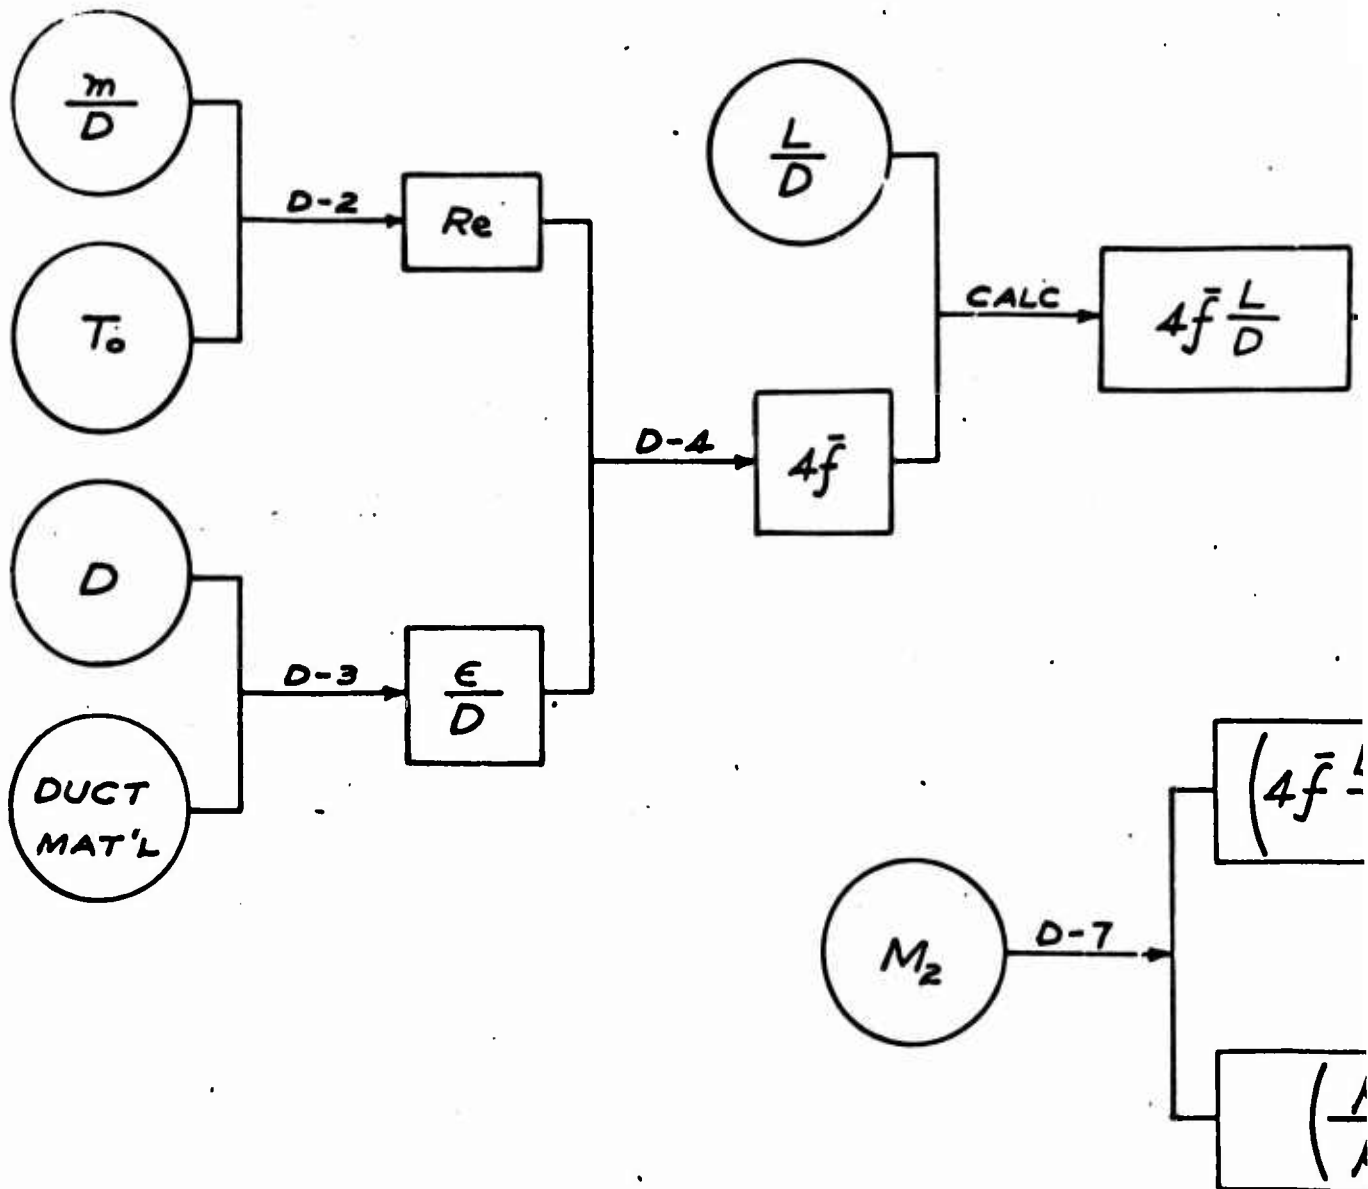 m/D
T₀
D-2
Re
D
DUCT
MAT'L
D-3
ϵ/D
D-4
4f̄
L/D
CALC
4f̄ L/D
M₂
D-7
(4f̄
(